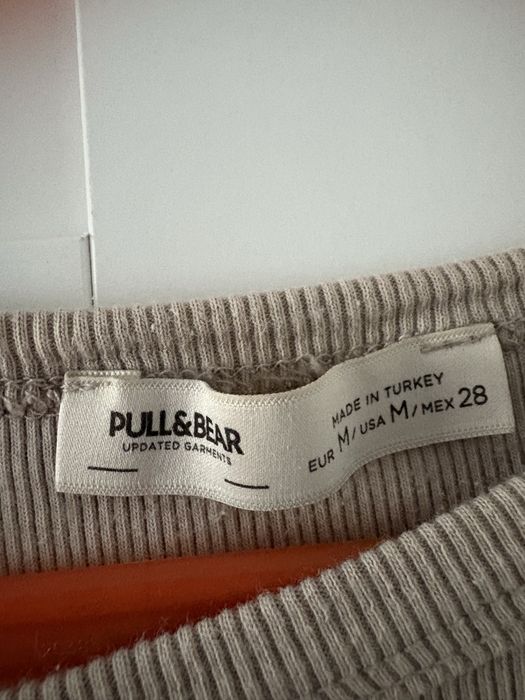 PULL&BEAR
UPDATED GARMENTS
MADE IN TURKEY
EUR M/USA M/MEX 28